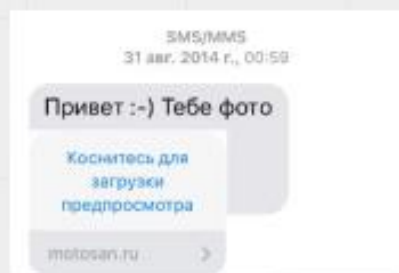 SMS/MMS
31 авг. 2014 г., 00:59
Привет :-) Тебе фото
Коснитесь для
загрузки
предпросмотра
motosan.ru